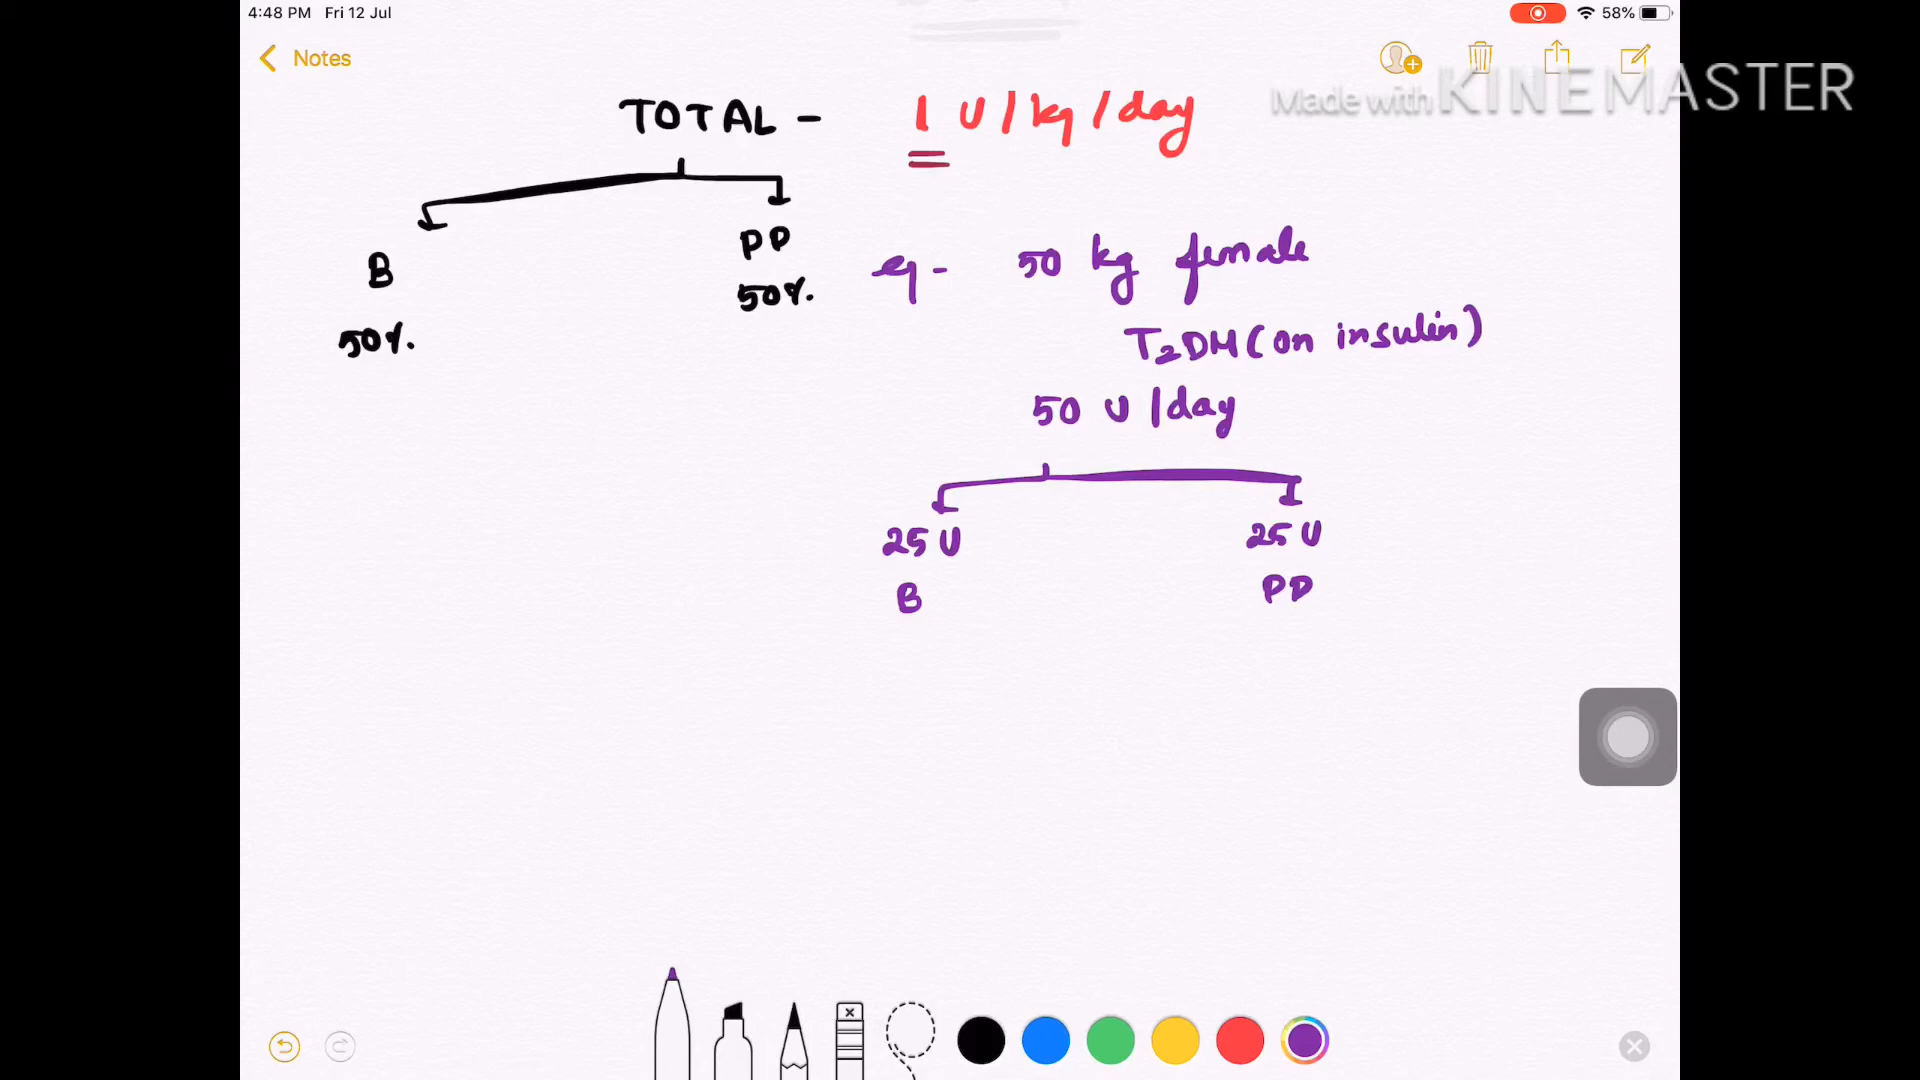 4:48 PM Fri 12 Jul
58%
Notes
Made with KINEMASTER
TOTAL - 1 U/kg/day
B
50%.
PP
50%.
eg - 50 kg female
T2DM (on insulin)
50 U/day
25 U
B
25 U
PP